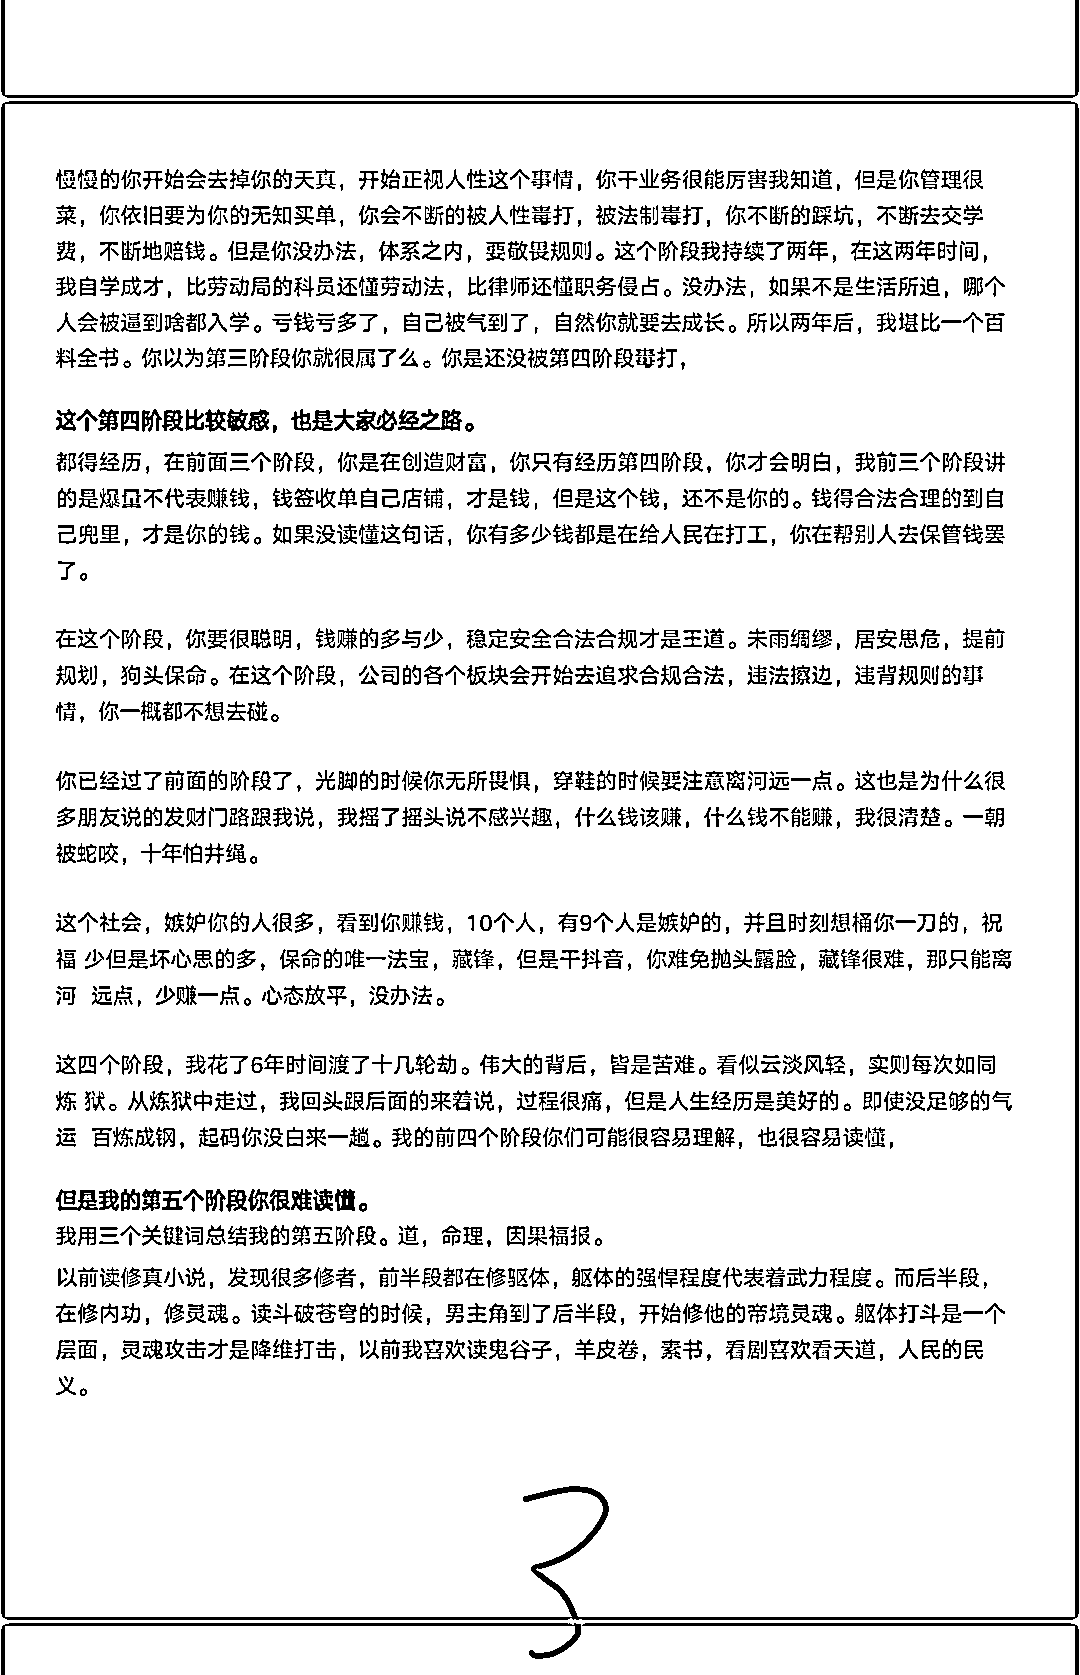 慢慢的你开始会去掉你的天真，开始正视人性这个事情，你干业务很能厉害我知道，但是你管理很
菜，你依旧要为你的无知买单，你会不断的被人性毒打，被法制毒打，你不断的踩坑，不断去交学
费，不断地赔钱。但是你没办法，体系之内，要敬畏规则。这个阶段我持续了两年，在这两年时间，
我自学成才，比劳动局的科员还懂劳动法，比律师还懂职务侵占。没办法，如果不是生活所迫，哪个
人会被逼到啥都入学。亏钱亏多了，自己被气到了，自然你就要去成长。所以两年后，我堪比一个百
料全书。你以为第三阶段你就很属了么。你是还没被第四阶段毒打，
这个第四阶段比较敏感，也是大家必经之路。
都得经历，在前面三个阶段，你是在创造财富，你只有经历第四阶段，你才会明白，我前三个阶段讲
的是爆量不代表赚钱，钱签收单自己店铺，才是钱，但是这个钱，还不是你的。钱得合法合理的到自
己兜里，才是你的钱。如果没读懂这句话，你有多少钱都是在给人民在打工，你在帮别人去保管钱罢
了。
在这个阶段，你要很聪明，钱赚的多与少，稳定安全合法合规才是王道。未雨绸缪，居安思危，提前
规划，狗头保命。在这个阶段，公司的各个板块会开始去追求合规合法，违法擦边，违背规则的事
情，你一概都不想去碰。
你已经过了前面的阶段了，光脚的时候你无所畏惧，穿鞋的时候要注意离河远一点。这也是为什么很
多朋友说的发财门路跟我说，我摇了摇头说不感兴趣，什么钱该赚，什么钱不能赚，我很清楚。一朝
被蛇咬，十年怕井绳。
这个社会，嫉妒你的人很多，看到你赚钱，10个人，有9个人是嫉妒的，并且时刻想桶你一刀的，祝
福 少但是坏心思的多，保命的唯一法宝，藏锋，但是干抖音，你难免抛头露脸，藏锋很难，那只能离
河 远点，少赚一点。心态放平，没办法。
这四个阶段，我花了6年时间渡了十几轮劫。伟大的背后，皆是苦难。看似云淡风轻，实则每次如同
炼 狱。从炼狱中走过，我回头跟后面的来着说，过程很痛，但是人生经历是美好的。即使没足够的气
运 百炼成钢，起码你没白来一趟。我的前四个阶段你们可能很容易理解，也很容易读懂，
但是我的第五个阶段你很难读懂。
我用三个关键词总结我的第五阶段。道，命理，因果福报。
以前读修真小说，发现很多修者，前半段都在修驱体，躯体的强悍程度代表着武力程度。而后半段，
在修内功，修灵魂。读斗破苍穹的时候，男主角到了后半段，开始修他的帝境灵魂。躯体打斗是一个
层面，灵魂攻击才是降维打击，以前我喜欢读鬼谷子，羊皮卷，素书，看剧喜欢看天道，人民的民
义。
3